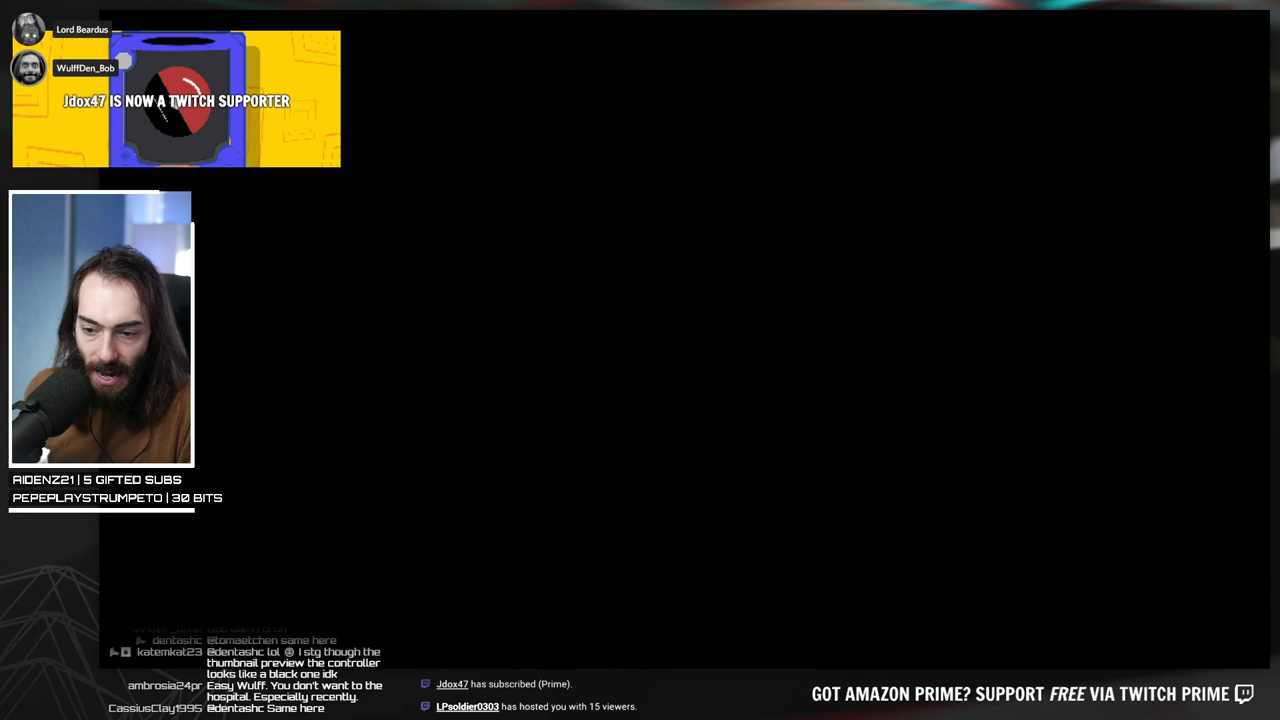 Lord Beardus
WulffDen_Bob
Jdox47 IS NOW A TWITCH SUPPORTER
AIDENZ21 | 5 GIFTED SUBS
PEPEPLAYSTRUMPETO | 30 BITS
dentashc @tomaetchen same here
katemkat23 @dentashc lol I stg though the
thumbnail preview the controller
looks like a black one idk
ambrosia24pr Easy Wulff. You don't want to the
hospital. Especially recently.
CassiusClay1995 @dentashc Same here
Jdox47 has subscribed (Prime).
LPsoldier0303 has hosted you with 15 viewers.
GOT AMAZON PRIME? SUPPORT FREE VIA TWITCH PRIME